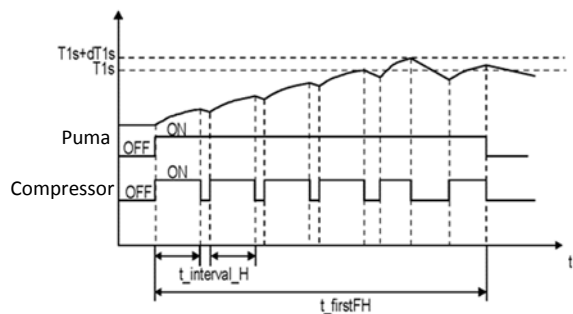 T1s+dT1s
T1s
Puma
ON
OFF
Compressor
ON
OFF
t_interval_H
t
t_firstFH